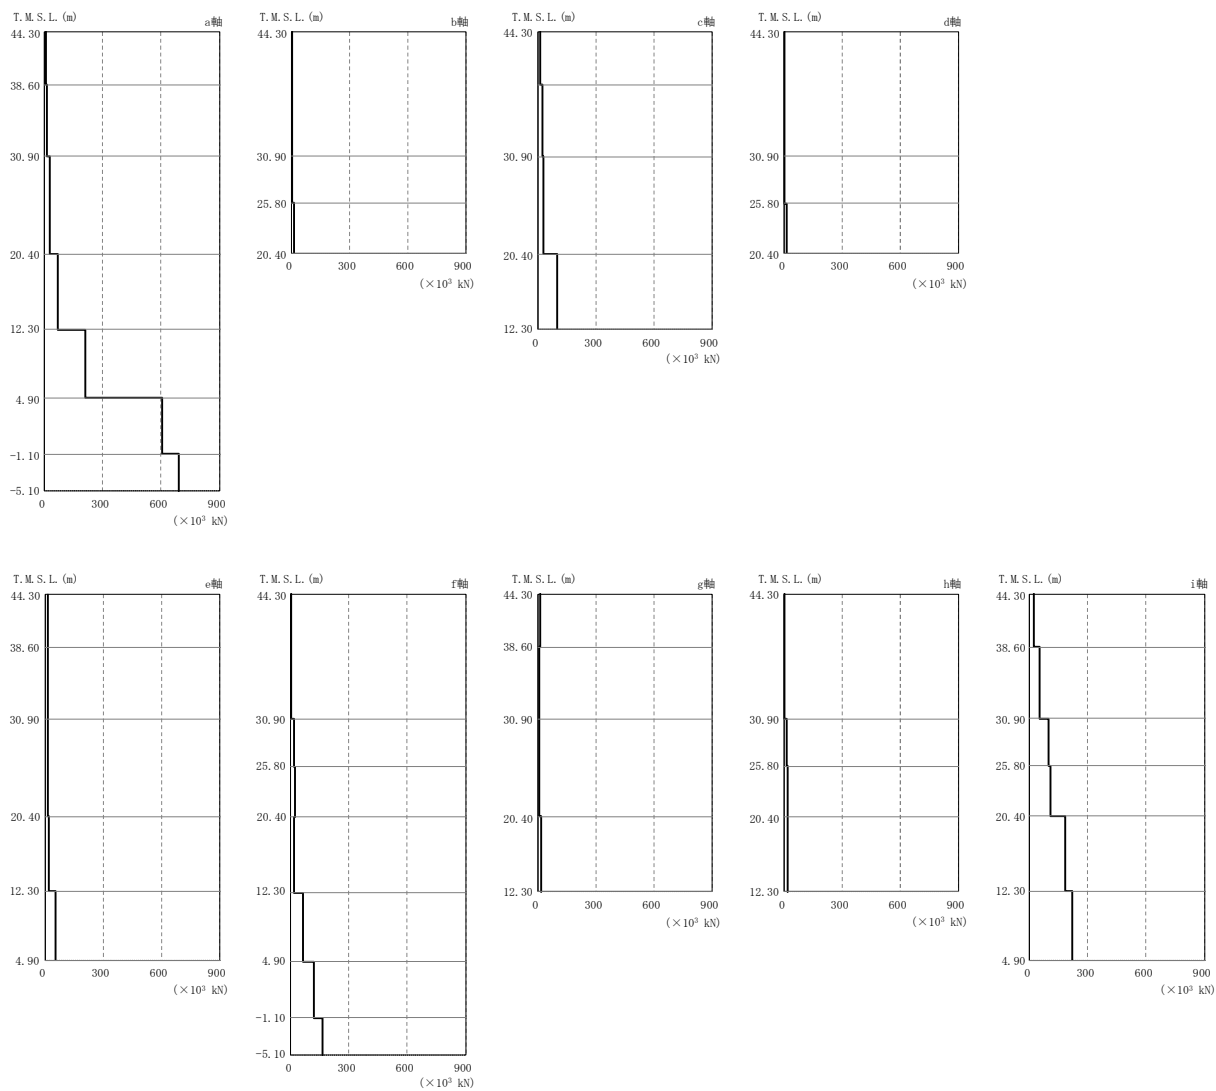 T.M.S.L.(m) a軸
44.30
38.60
30.90
20.40
12.30
4.90
-1.10
-5.10
0 300 600 900
(×10³ kN)
T.M.S.L.(m) b軸
44.30
30.90
25.80
20.40
0 300 600 900
(×10³ kN)
T.M.S.L.(m) c軸
44.30
30.90
20.40
12.30
0 300 600 900
(×10³ kN)
T.M.S.L.(m) d軸
44.30
30.90
25.80
20.40
0 300 600 900
(×10³ kN)
T.M.S.L.(m) e軸
44.30
38.60
30.90
20.40
12.30
4.90
0 300 600 900
(×10³ kN)
T.M.S.L.(m) f軸
44.30
30.90
25.80
20.40
12.30
4.90
-1.10
-5.10
0 300 600 900
(×10³ kN)
T.M.S.L.(m) g軸
44.30
38.60
30.90
20.40
12.30
0 300 600 900
(×10³ kN)
T.M.S.L.(m) h軸
44.30
30.90
25.80
20.40
12.30
0 300 600 900
(×10³ kN)
T.M.S.L.(m) i軸
44.30
38.60
30.90
25.80
20.40
12.30
4.90
0 300 600 900
(×10³ kN)